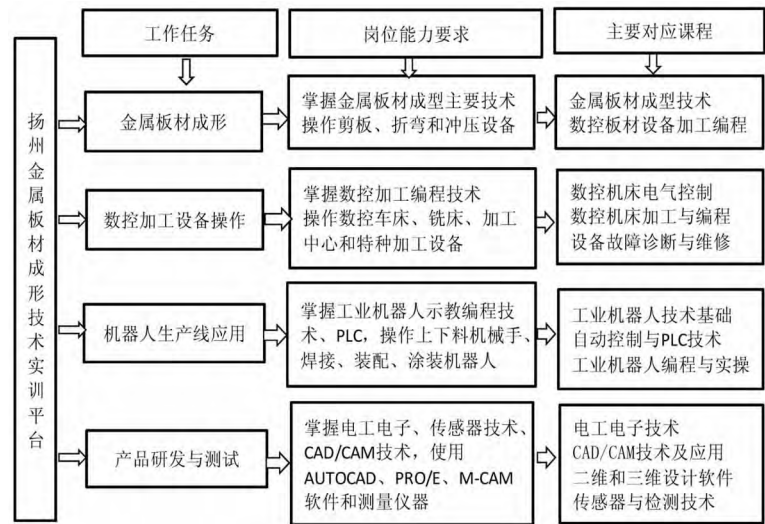 工作任务
岗位能力要求
主要对应课程
扬州金属板材成形技术实训平台
金属板材成形
掌握金属板材成型主要技术
操作剪板、折弯和冲压设备
金属板材成型技术
数控板材设备加工编程
数控加工设备操作
掌握数控加工编程技术
操作数控车床、铣床、加工
中心和特种加工设备
数控机床电气控制
数控机床加工与编程
设备故障诊断与维修
机器人生产线应用
掌握工业机器人示教编程技
术、PLC，操作上下料机械手、
焊接、装配、涂装机器人
工业机器人技术基础
自动控制与PLC技术
工业机器人编程与实操
产品研发与测试
掌握电工电子、传感器技术、
CAD/CAM技术，使用
AUTOCAD、PRO/E、M-CAM
软件和测量仪器
电工电子技术
CAD/CAM技术及应用
二维和三维设计软件
传感器与检测技术